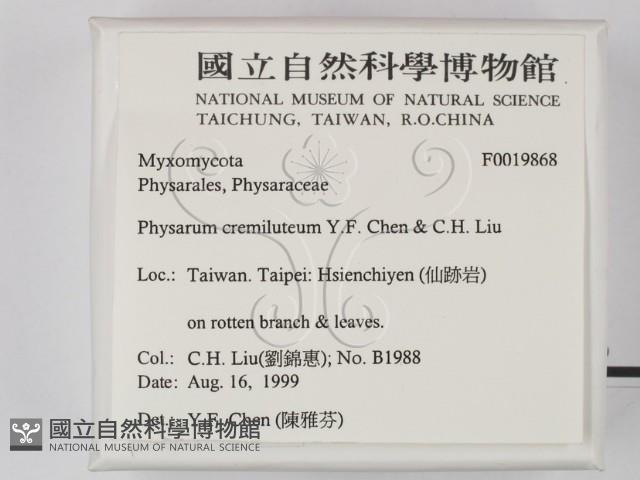 國立自然科學博物館
NATIONAL MUSEUM OF NATURAL SCIENCE
TAICHUNG, TAIWAN, R.O.CHINA
Myxomycota F0019868
Physarales, Physaraceae
Physarum cremiluteum Y.F. Chen & C.H. Liu
Loc.: Taiwan. Taipei: Hsienchiyen (仙跡岩)
on rotten branch & leaves.
Col.: C.H. Liu(劉錦惠); No. B1988
Date: Aug. 16, 1999
Det.: Y.F. Chen (陳雅芬)
國立自然科學博物館
NATIONAL MUSEUM OF NATURAL SCIENCE